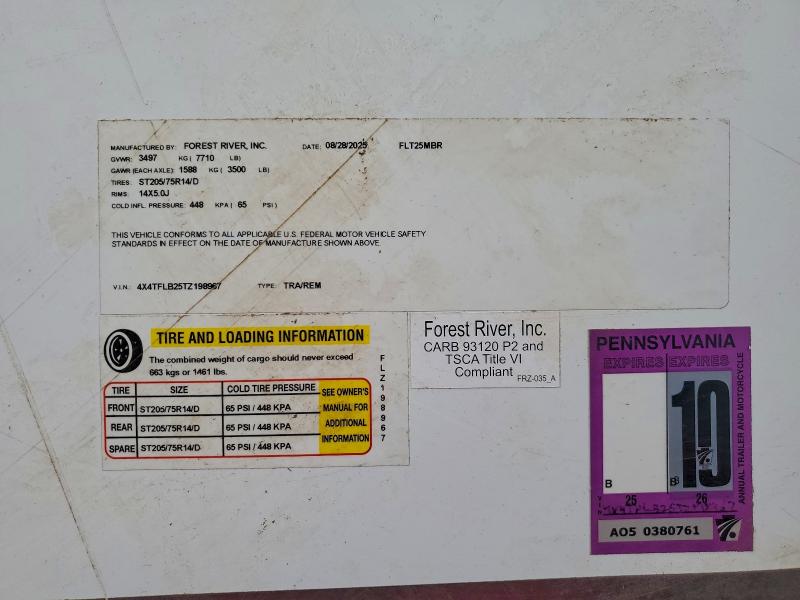 MANUFACTURED BY: FOREST RIVER, INC. DATE: 08/28/2025 FLT25MBR
GVWR: 3497 KG ( 7710 LB)
GAWR (EACH AXLE): 1588 KG ( 3500 LB)
TIRES: ST205/75R14/D
RIMS: 14X5.0J
COLD INFL. PRESSURE: 448 KPA ( 65 PSI)
THIS VEHICLE CONFORMS TO ALL APPLICABLE U.S. FEDERAL MOTOR VEHICLE SAFETY
STANDARDS IN EFFECT ON THE DATE OF MANUFACTURE SHOWN ABOVE.
V.I.N.: 4X4TFLB25TZ198967 TYPE: TRA/REM
TIRE AND LOADING INFORMATION
The combined weight of cargo should never exceed
663 kgs or 1461 lbs.
TIRE SIZE COLD TIRE PRESSURE SEE OWNER'S
FRONT ST205/75R14/D 65 PSI / 448 KPA MANUAL FOR
REAR ST205/75R14/D 65 PSI / 448 KPA ADDITIONAL
SPARE ST205/75R14/D 65 PSI / 448 KPA INFORMATION
FLZ198967
Forest River, Inc.
CARB 93120 P2 and
TSCA Title VI
Compliant FRZ-035_A
PENNSYLVANIA
EXPIRES EXPIRES
10
B BB
25 26
VIN
A05 0380761
ANNUAL TRAILER AND MOTORCYCLE